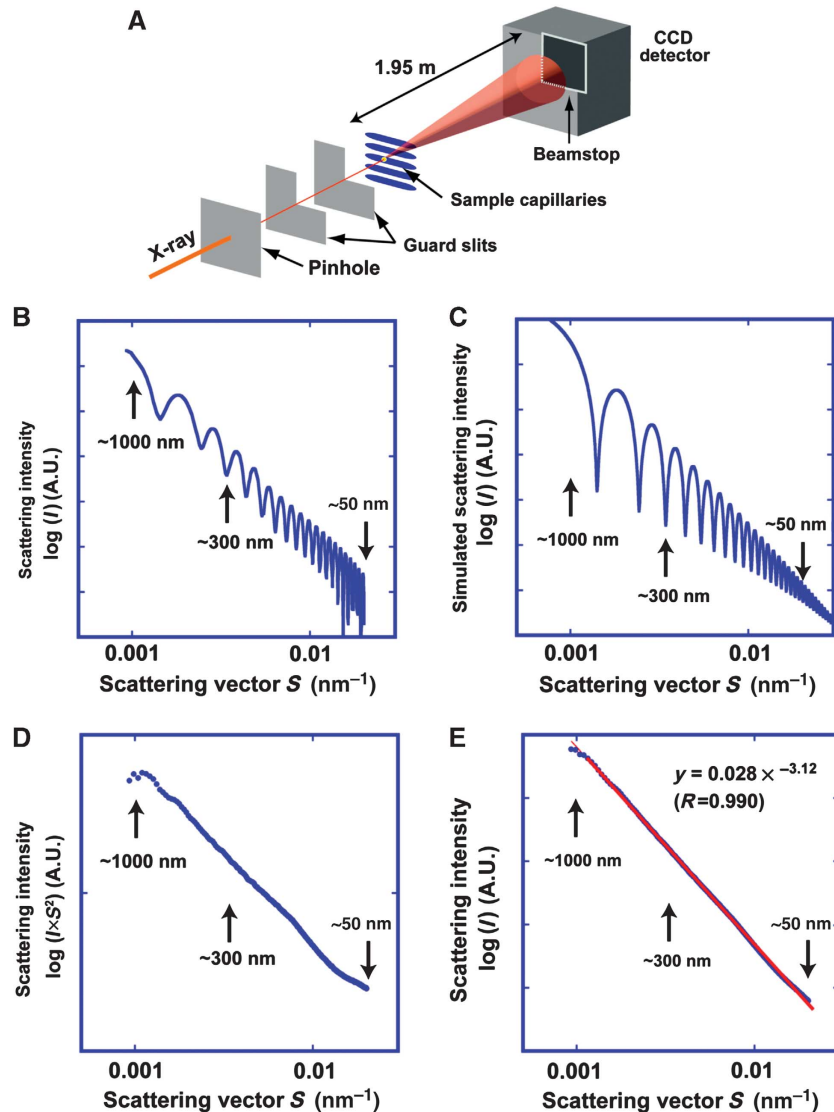 A
1.95 m
CCD
detector
Beamstop
Sample capillaries
Guard slits
X-ray
Pinhole
B
Scattering intensity
log (I) (A.U.)
~1000 nm
~300 nm
~50 nm
0.001
0.01
Scattering vector S (nm⁻¹)
C
Simulated scattering intensity
log (I) (A.U.)
~1000 nm
~300 nm
~50 nm
0.001
0.01
Scattering vector S (nm⁻¹)
D
Scattering intensity
log (I×S²) (A.U.)
~1000 nm
~300 nm
~50 nm
0.001
0.01
Scattering vector S (nm⁻¹)
E
Scattering intensity
log (I) (A.U.)
y = 0.028 × ⁻³·¹²
(R=0.990)
~1000 nm
~300 nm
~50 nm
0.001
0.01
Scattering vector S (nm⁻¹)